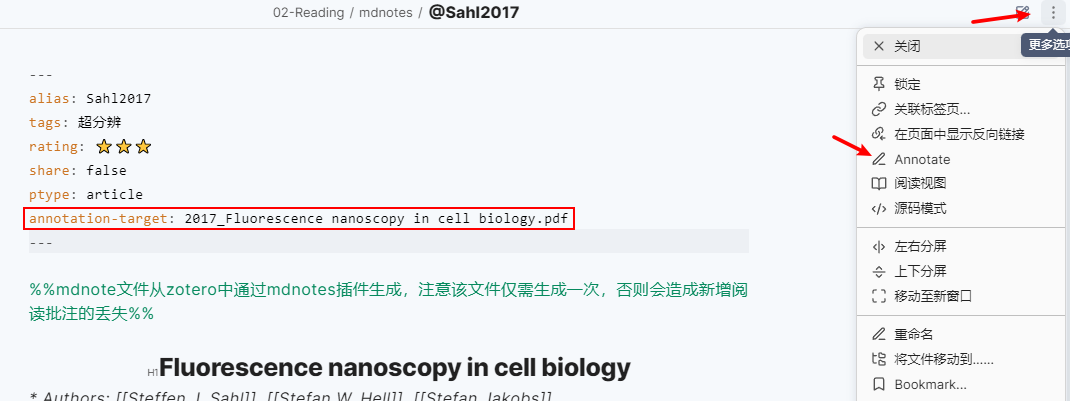 02-Reading / mdnotes / @Sahl2017
关闭
更多选项
---
alias: Sahl2017
tags: 超分辨
rating: ⭐⭐⭐
share: false
ptype: article
annotation-target: 2017_Fluorescence nanoscopy in cell biology.pdf
---
%%mdnote文件从zotero中通过mdnotes插件生成，注意该文件仅需生成一次，否则会造成新增阅
读批注的丢失%%
H1 Fluorescence nanoscopy in cell biology
* Authors: [[Steffen J. Sahl]], [[Stefan W. Hell]], [[Stefan Jakobs]]
锁定
关联标签页...
在页面中显示反向链接
Annotate
阅读视图
源码模式
左右分屏
上下分屏
移动至新窗口
重命名
将文件移动到......
Bookmark...